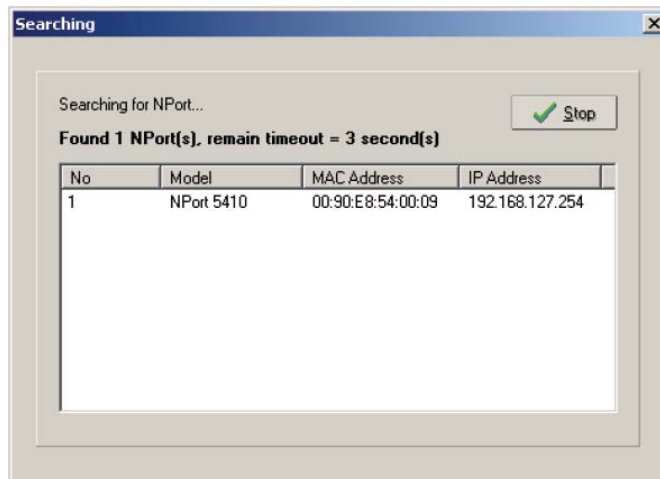 Searching
Searching for NPort...
Stop
Found 1 NPort(s), remain timeout = 3 second(s)
No Model MAC Address IP Address
1 NPort 5410 00:90:E8:54:00:09 192.168.127.254